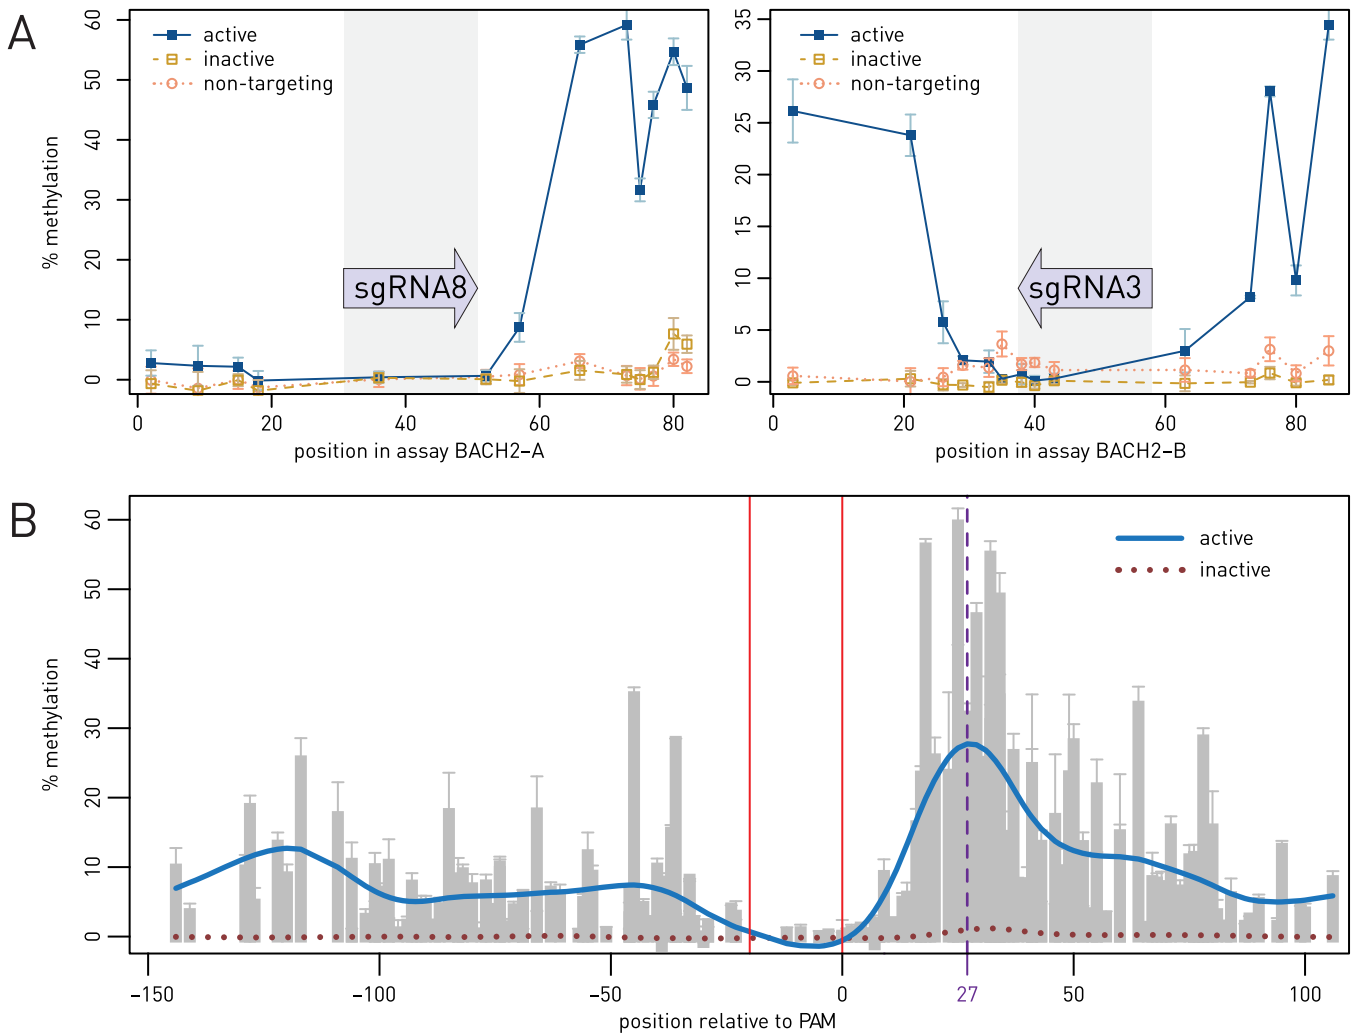 A
active
inactive
non-targeting
% methylation
60
50
40
30
20
10
0
sgRNA8
0 20 40 60 80
position in assay BACH2-A
active
inactive
non-targeting
35
30
25
20
15
10
5
0
sgRNA3
0 20 40 60 80
position in assay BACH2-B
B
active
inactive
% methylation
60
50
40
30
20
10
0
-150 -100 -50 0 27 50 100
position relative to PAM